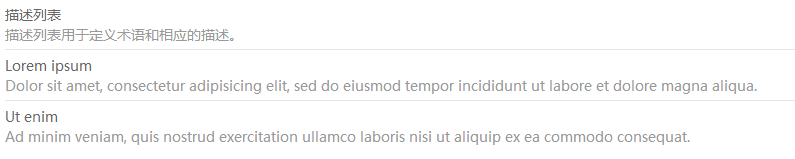 描述列表
描述列表用于定义术语和相应的描述。
Lorem ipsum
Dolor sit amet, consectetur adipisicing elit, sed do eiusmod tempor incididunt ut labore et dolore magna aliqua.
Ut enim
Ad minim veniam, quis nostrud exercitation ullamco laboris nisi ut aliquip ex ea commodo consequat.